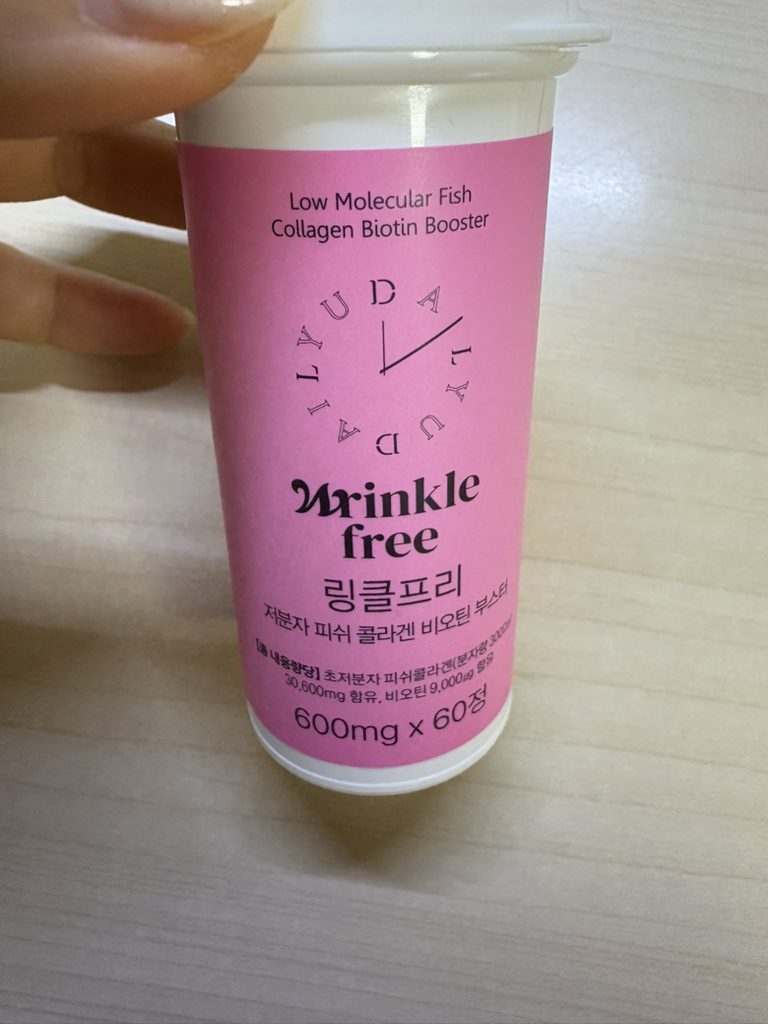 Low Molecular Fish
Collagen Biotin Booster
DAILYUDAILYU
Wrinkle
free
링클프리
저분자 피쉬 콜라겐 비오틴 부스터
[총 내용량당] 초저분자 피쉬콜라겐(분자량 300㎕
30,600mg 함유, 비오틴 9,000㎍ 함유
600mg x 60정